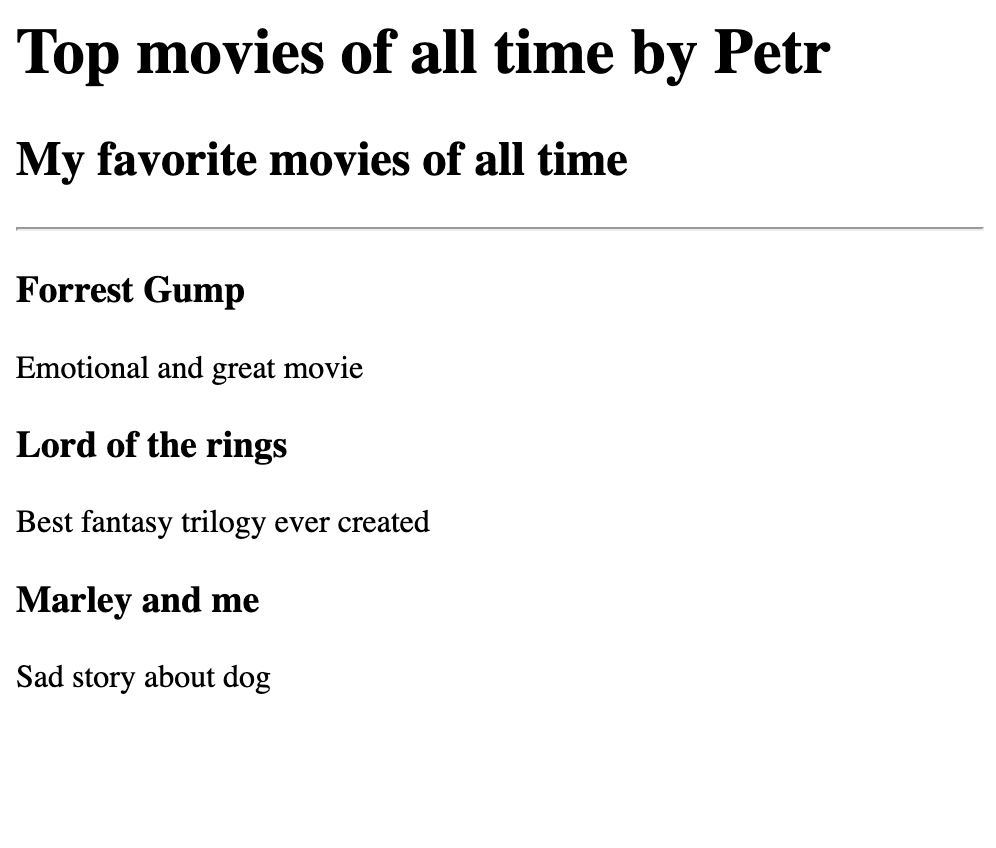 Top movies of all time by Petr
My favorite movies of all time
Forrest Gump
Emotional and great movie
Lord of the rings
Best fantasy trilogy ever created
Marley and me
Sad story about dog